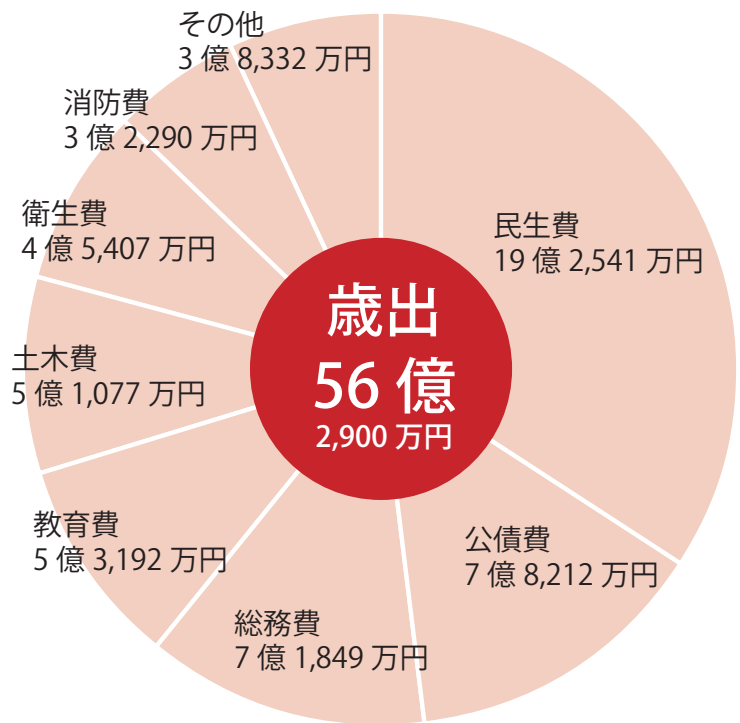 歳出
56 億
2,900 万円
民生費
19 億 2,541 万円
公債費
7 億 8,212 万円
総務費
7 億 1,849 万円
教育費
5 億 3,192 万円
土木費
5 億 1,077 万円
衛生費
4 億 5,407 万円
消防費
3 億 2,290 万円
その他
3 億 8,332 万円